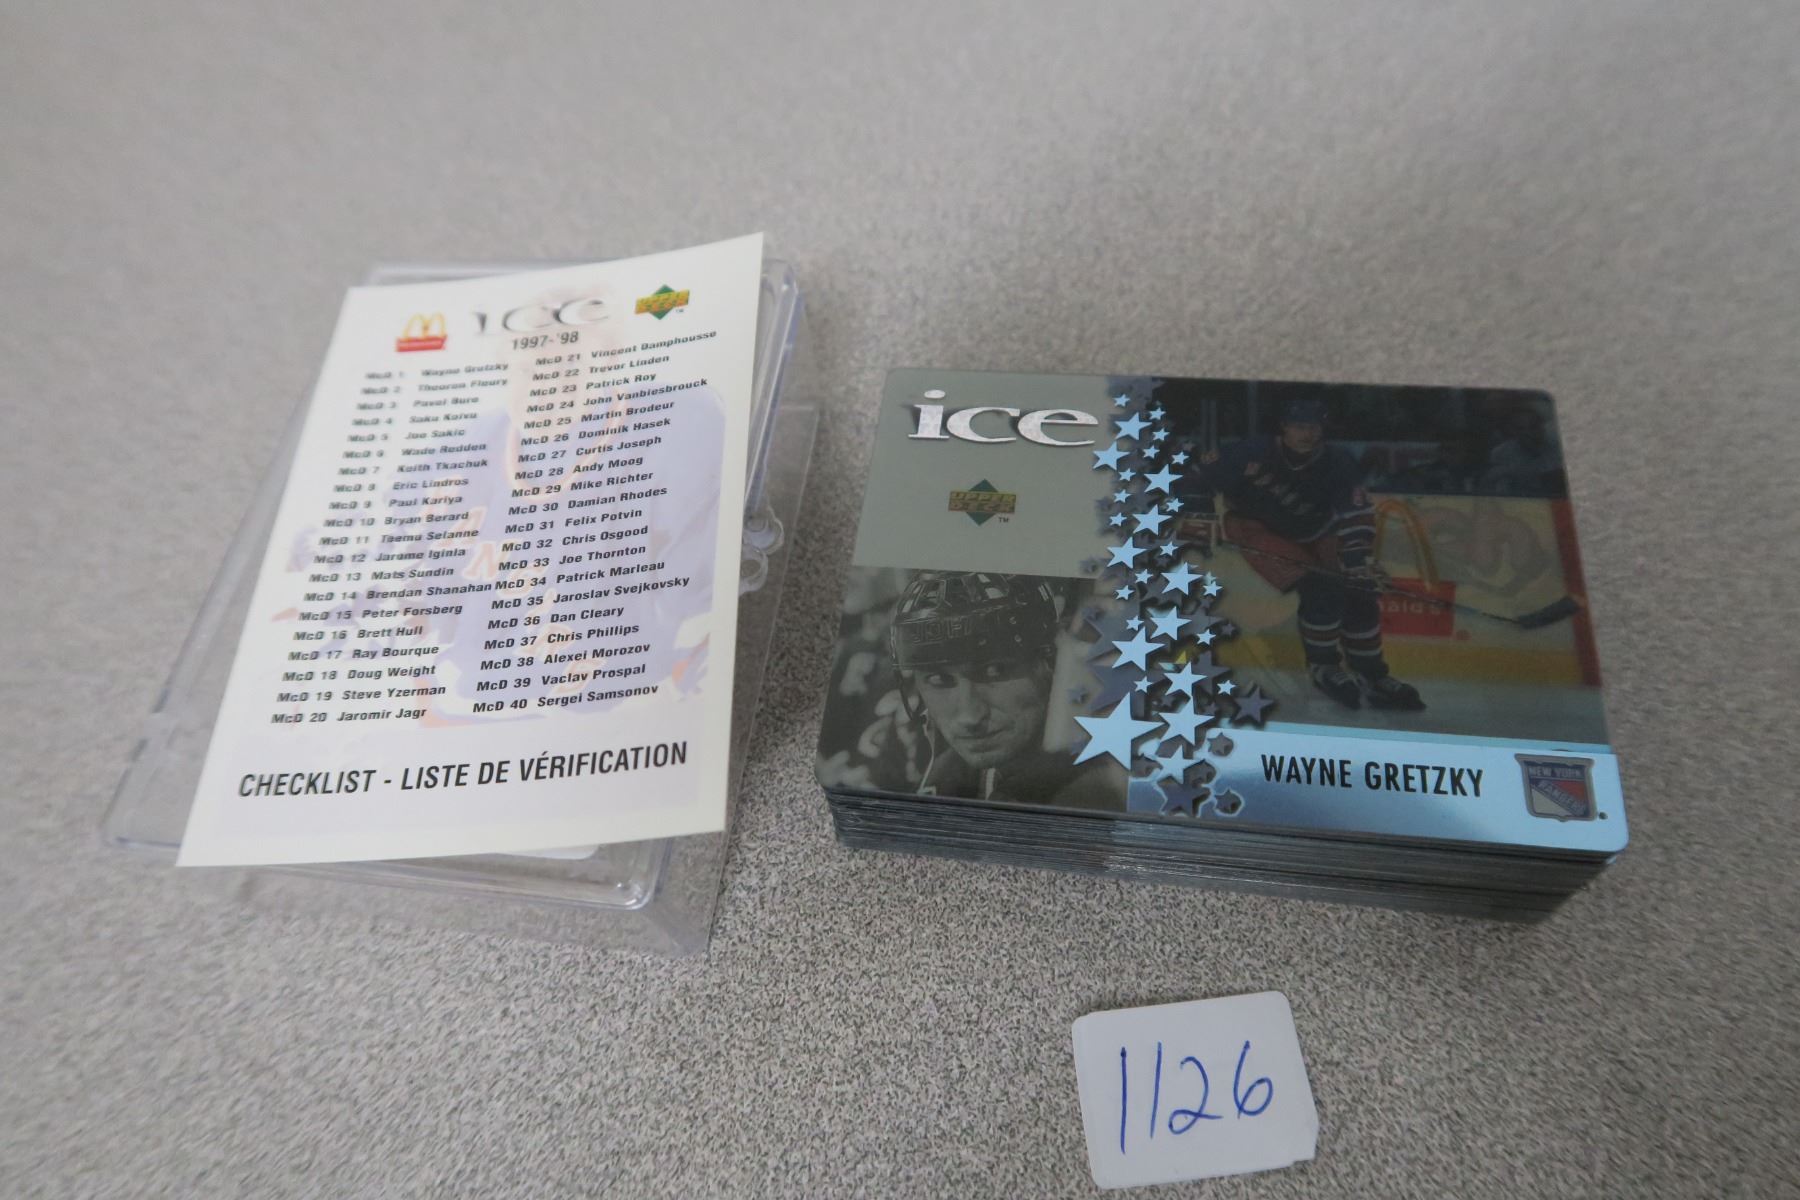 ice
UPPER DECK™
1997-'98
McD 1 Wayne Gretzky
McD 2 Theoren Fleury
McD 3 Pavel Bure
McD 4 Saku Koivu
McD 5 Joe Sakic
McD 6 Wade Redden
McD 7 Keith Tkachuk
McD 8 Eric Lindros
McD 9 Paul Kariya
McD 10 Bryan Berard
McD 11 Teemu Selanne
McD 12 Jarome Iginla
McD 13 Mats Sundin
McD 14 Brendan Shanahan
McD 15 Peter Forsberg
McD 16 Brett Hull
McD 17 Ray Bourque
McD 18 Doug Weight
McD 19 Steve Yzerman
McD 20 Jaromir Jagr
McD 21 Vincent Damphousse
McD 22 Trevor Linden
McD 23 Patrick Roy
McD 24 John Vanbiesbrouck
McD 25 Martin Brodeur
McD 26 Dominik Hasek
McD 27 Curtis Joseph
McD 28 Andy Moog
McD 29 Mike Richter
McD 30 Damian Rhodes
McD 31 Felix Potvin
McD 32 Chris Osgood
McD 33 Joe Thornton
McD 34 Patrick Marleau
McD 35 Jaroslav Svejkovsky
McD 36 Dan Cleary
McD 37 Chris Phillips
McD 38 Alexei Morozov
McD 39 Vaclav Prospal
McD 40 Sergei Samsonov
CHECKLIST - LISTE DE VÉRIFICATION
ice
UPPER
DECK™
WAYNE GRETZKY
NEW YORK
RANGERS
1126